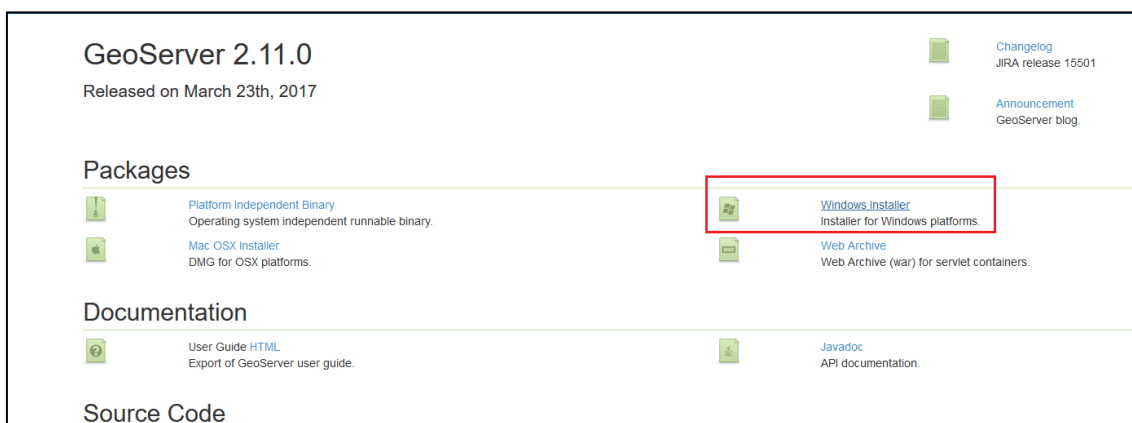 GeoServer 2.11.0
Released on March 23th, 2017
Changelog
JIRA release 15501
Announcement
GeoServer blog.
Packages
Platform Independent Binary
Operating system independent runnable binary.
Windows Installer
Installer for Windows platforms.
Mac OSX Installer
DMG for OSX platforms.
Web Archive
Web Archive (war) for servlet containers.
Documentation
User Guide HTML
Export of GeoServer user guide.
Javadoc
API documentation.
Source Code